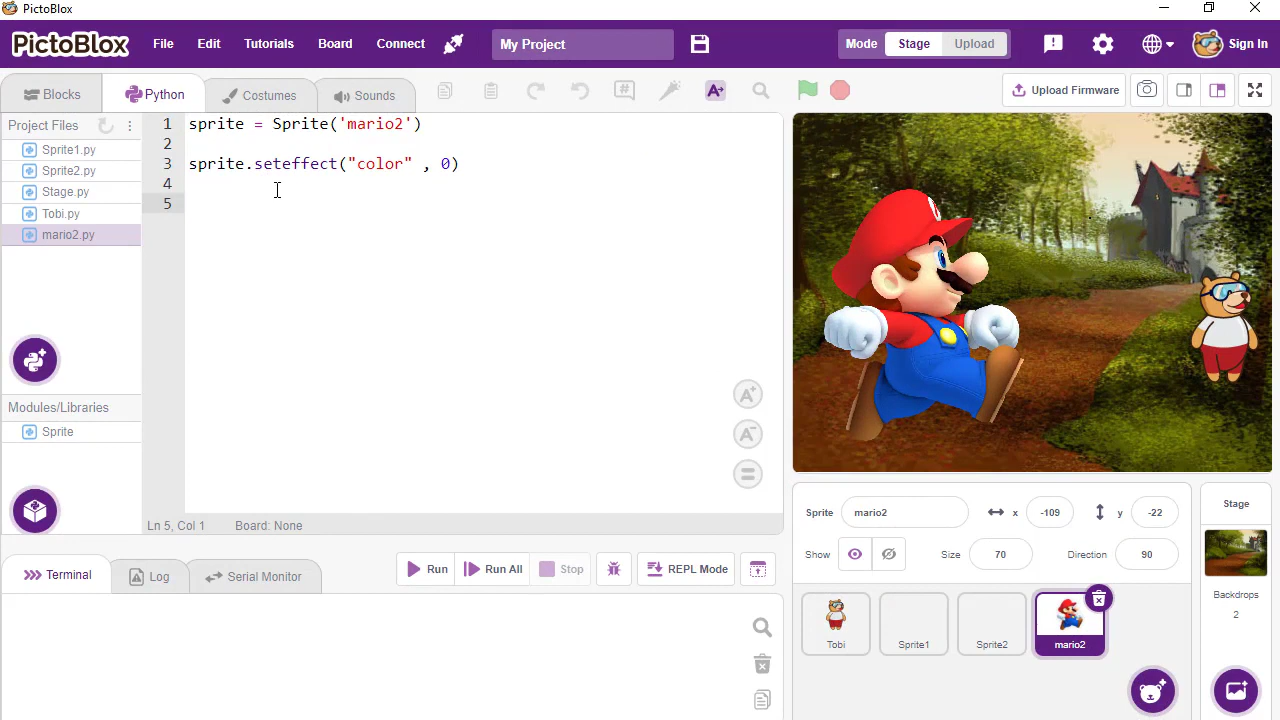 PictoBlox
PictoBlox File Edit Tutorials Board Connect My Project Mode Stage Upload Sign In
Blocks Python Costumes Sounds Upload Firmware
Project Files
Sprite1.py
Sprite2.py
Stage.py
Tobi.py
mario2.py
Modules/Libraries
Sprite
1 sprite = Sprite('mario2')
2
3 sprite.seteffect("color" , 0)
4
5
A+
A-
Ln 5, Col 1 Board: None
Terminal Log Serial Monitor Run Run All Stop REPL Mode
Sprite mario2 x -109 y -22
Show Size 70 Direction 90
Tobi Sprite1 Sprite2 mario2
Stage
Backdrops
2